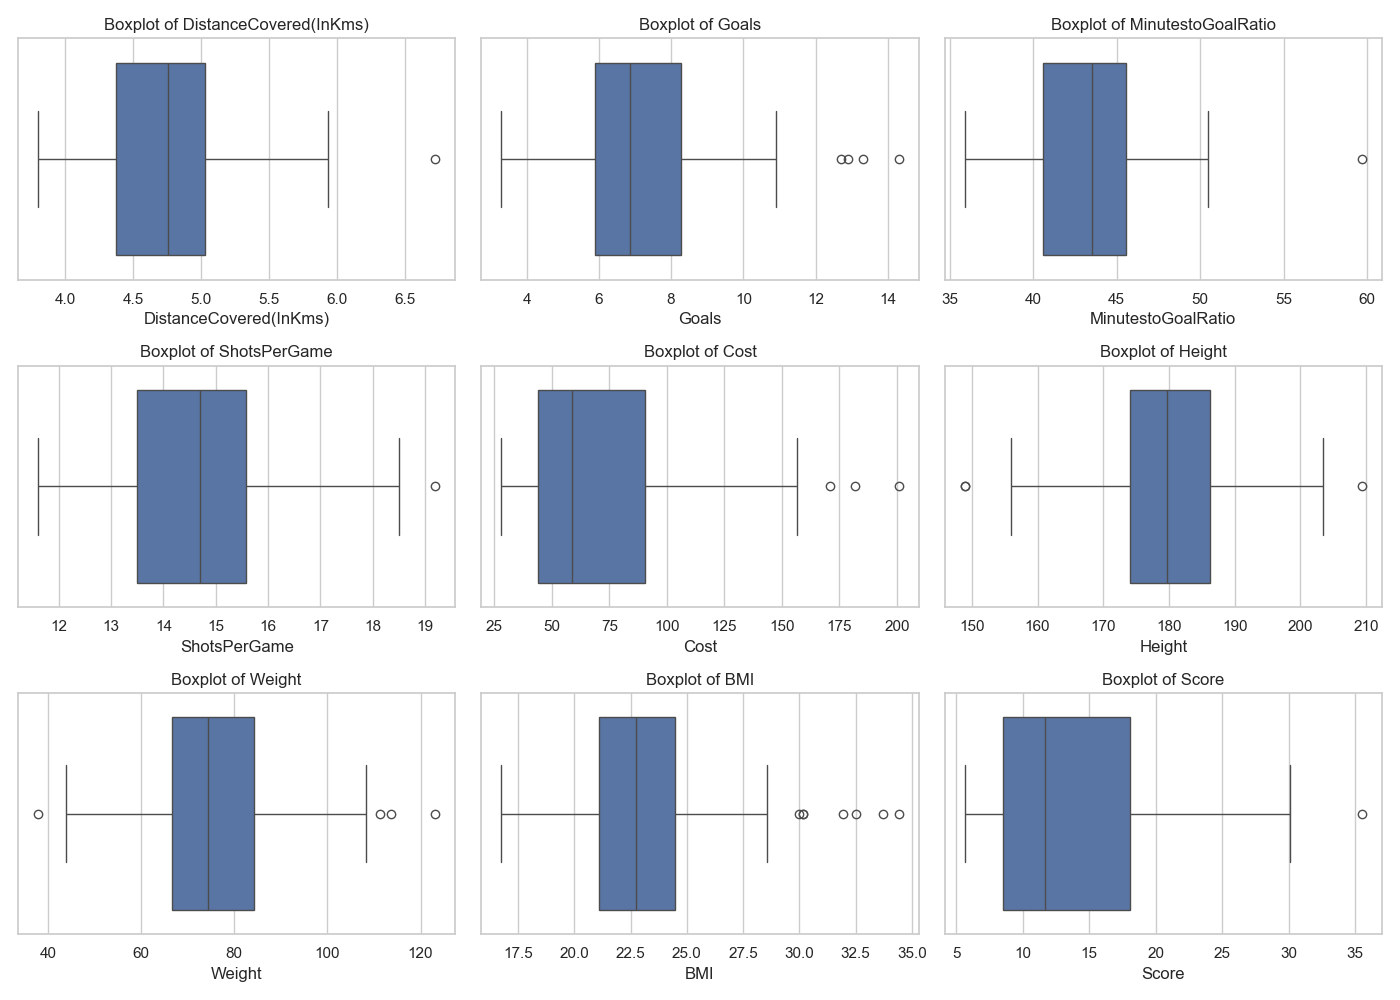 Boxplot of DistanceCovered(InKms)
4.0 4.5 5.0 5.5 6.0 6.5
DistanceCovered(InKms)
Boxplot of Goals
4 6 8 10 12 14
Goals
Boxplot of MinutestoGoalRatio
35 40 45 50 55 60
MinutestoGoalRatio
Boxplot of ShotsPerGame
12 13 14 15 16 17 18 19
ShotsPerGame
Boxplot of Cost
25 50 75 100 125 150 175 200
Cost
Boxplot of Height
150 160 170 180 190 200 210
Height
Boxplot of Weight
40 60 80 100 120
Weight
Boxplot of BMI
17.5 20.0 22.5 25.0 27.5 30.0 32.5 35.0
BMI
Boxplot of Score
5 10 15 20 25 30 35
Score